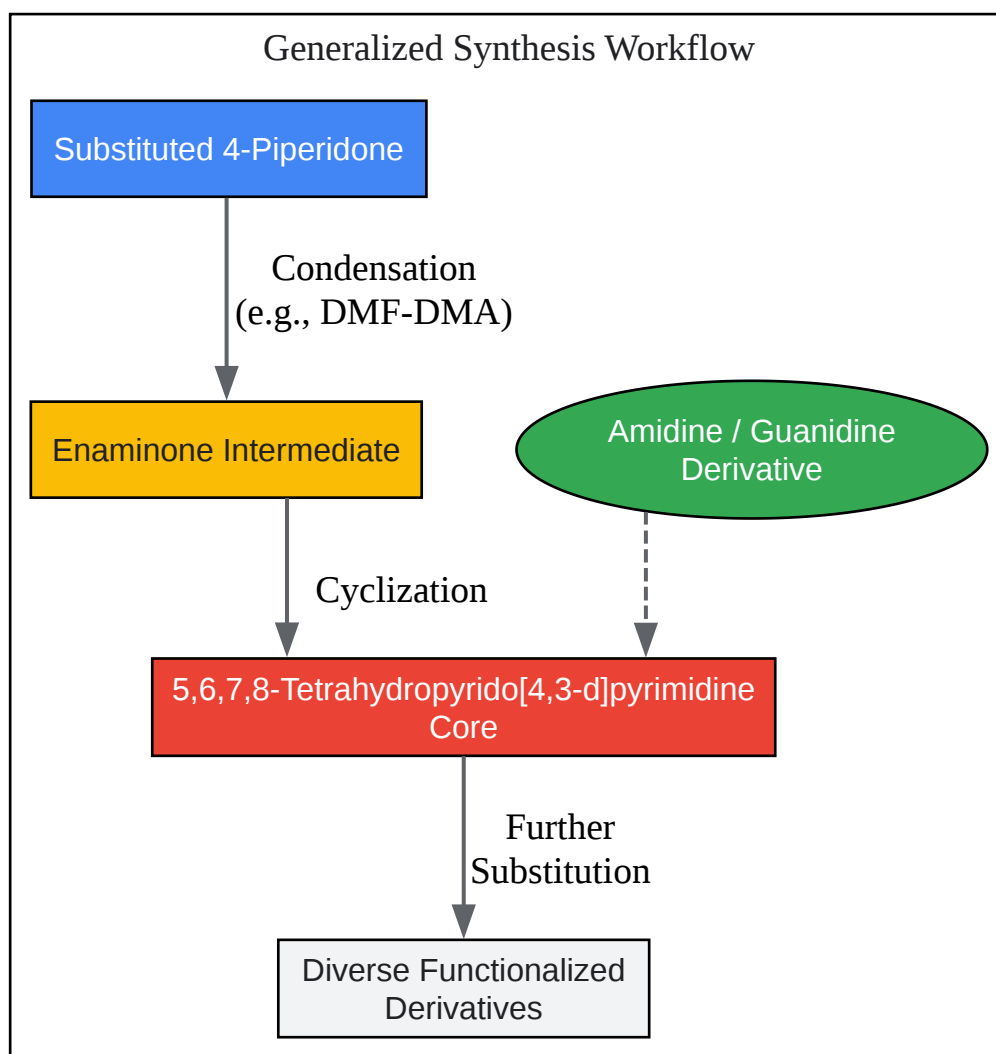 Generalized Synthesis Workflow
Substituted 4-Piperidone
Condensation
(e.g., DMF-DMA)
Enaminone Intermediate
Amidine / Guanidine
Derivative
Cyclization
5,6,7,8-Tetrahydropyrido[4,3-d]pyrimidine
Core
Further
Substitution
Diverse Functionalized
Derivatives